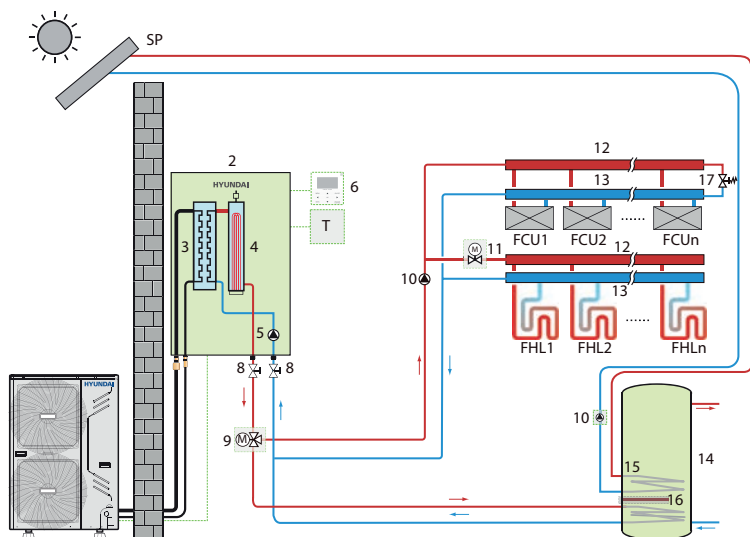 SP
2
HYUNDAI
6
T
3
4
5
8
8
9
M
HYUNDAI
12
13
17
FCU1
FCU2
......
FCUn
M
11
12
10
13
FHL1
FHL2
......
FHLn
10
15
14
16